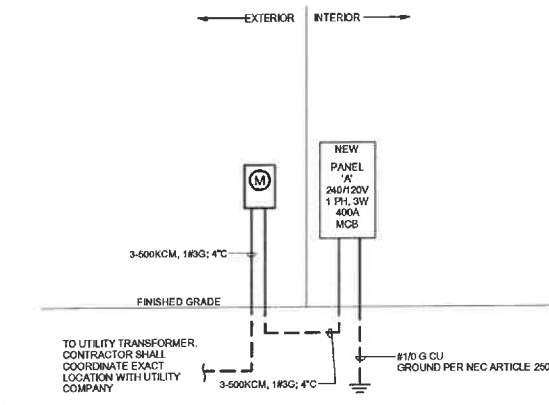 EXTERIOR
INTERIOR
NEW
PANEL
'A'
240/120V
1 PH, 3W
400A
MCB
M
3-500KCM, 1#3G; 4"C
FINISHED GRADE
TO UTILITY TRANSFORMER.
CONTRACTOR SHALL
COORDINATE EXACT
LOCATION WITH UTILITY
COMPANY
3-500KCM, 1#3G; 4"C
#1/0 G CU
GROUND PER NEC ARTICLE 250